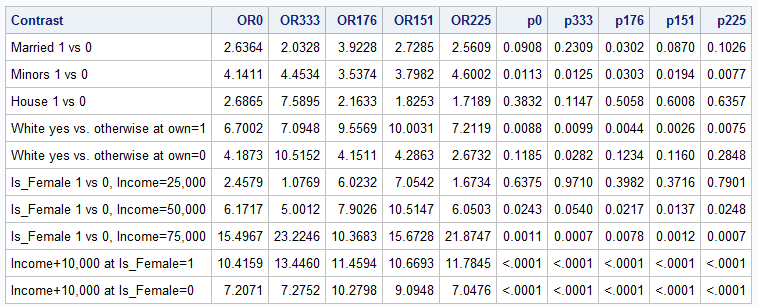 Contrast OR0 OR333 OR176 OR151 OR225 p0 p333 p176 p151 p225
Married 1 vs 0 2.6364 2.0328 3.9228 2.7285 2.5609 0.0908 0.2309 0.0302 0.0870 0.1026
Minors 1 vs 0 4.1411 4.4534 3.5374 3.7982 4.6002 0.0113 0.0125 0.0303 0.0194 0.0077
House 1 vs 0 2.6865 7.5895 2.1633 1.8253 1.7189 0.3832 0.1147 0.5058 0.6008 0.6357
White yes vs. otherwise at own=1 6.7002 7.0948 9.5569 10.0031 7.2119 0.0088 0.0099 0.0044 0.0026 0.0075
White yes vs. otherwise at own=0 4.1873 10.5152 4.1511 4.2863 2.6732 0.1185 0.0282 0.1234 0.1160 0.2848
Is_Female 1 vs 0, Income=25,000 2.4579 1.0769 6.0232 7.0542 1.6734 0.6375 0.9710 0.3982 0.3716 0.7901
Is_Female 1 vs 0, Income=50,000 6.1717 5.0012 7.9026 10.5147 6.0503 0.0243 0.0540 0.0217 0.0137 0.0248
Is_Female 1 vs 0, Income=75,000 15.4967 23.2246 10.3683 15.6728 21.8747 0.0011 0.0007 0.0078 0.0012 0.0007
Income+10,000 at Is_Female=1 10.4159 13.4460 11.4594 10.6693 11.7845 <.0001 <.0001 <.0001 <.0001 <.0001
Income+10,000 at Is_Female=0 7.2071 7.2752 10.2798 9.0948 7.0476 <.0001 <.0001 <.0001 <.0001 <.0001